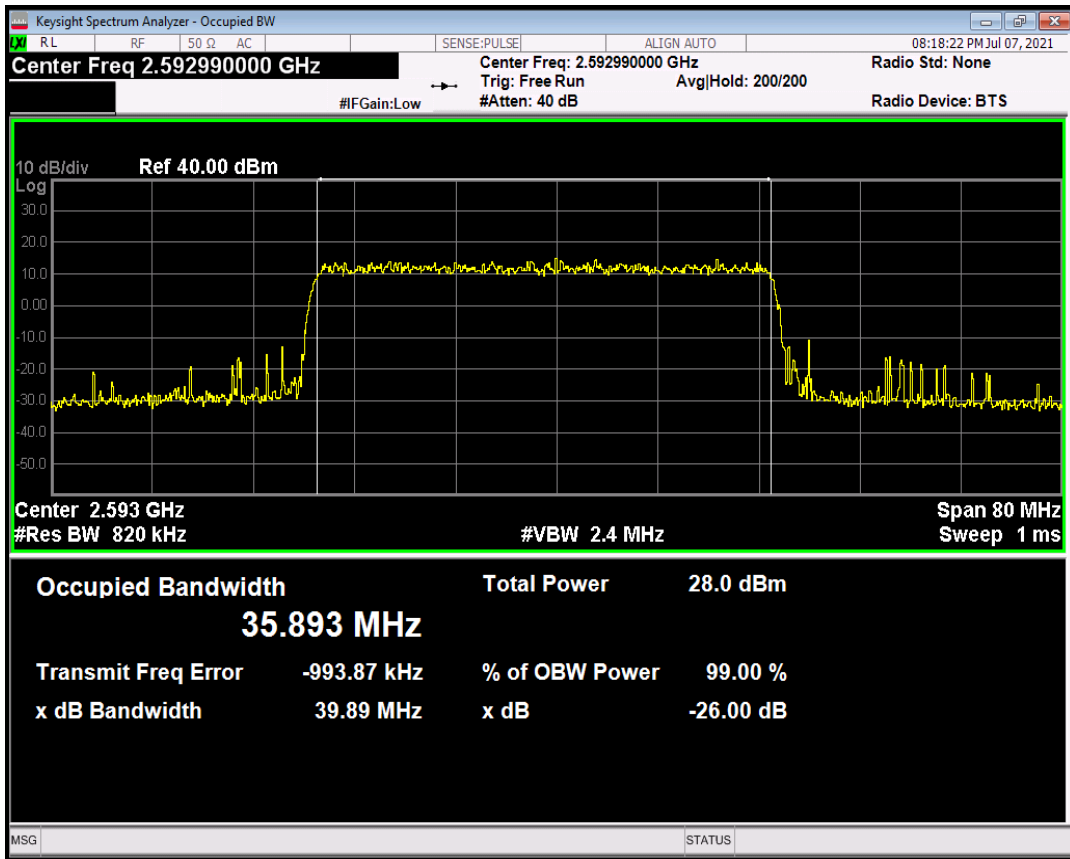 Keysight Spectrum Analyzer - Occupied BW
LXI RL RF 50 Ω AC SENSE:PULSE ALIGN AUTO 08:18:22 PM Jul 07, 2021
Center Freq 2.592990000 GHz Center Freq: 2.592990000 GHz Radio Std: None
Trig: Free Run Avg|Hold: 200/200
#IFGain:Low #Atten: 40 dB Radio Device: BTS
10 dB/div Ref 40.00 dBm
Log
30.0
20.0
10.0
0.00
-10.0
-20.0
-30.0
-40.0
-50.0
Center 2.593 GHz Span 80 MHz
#Res BW 820 kHz #VBW 2.4 MHz Sweep 1 ms
Occupied Bandwidth Total Power 28.0 dBm
35.893 MHz
Transmit Freq Error -993.87 kHz % of OBW Power 99.00 %
x dB Bandwidth 39.89 MHz x dB -26.00 dB
MSG STATUS